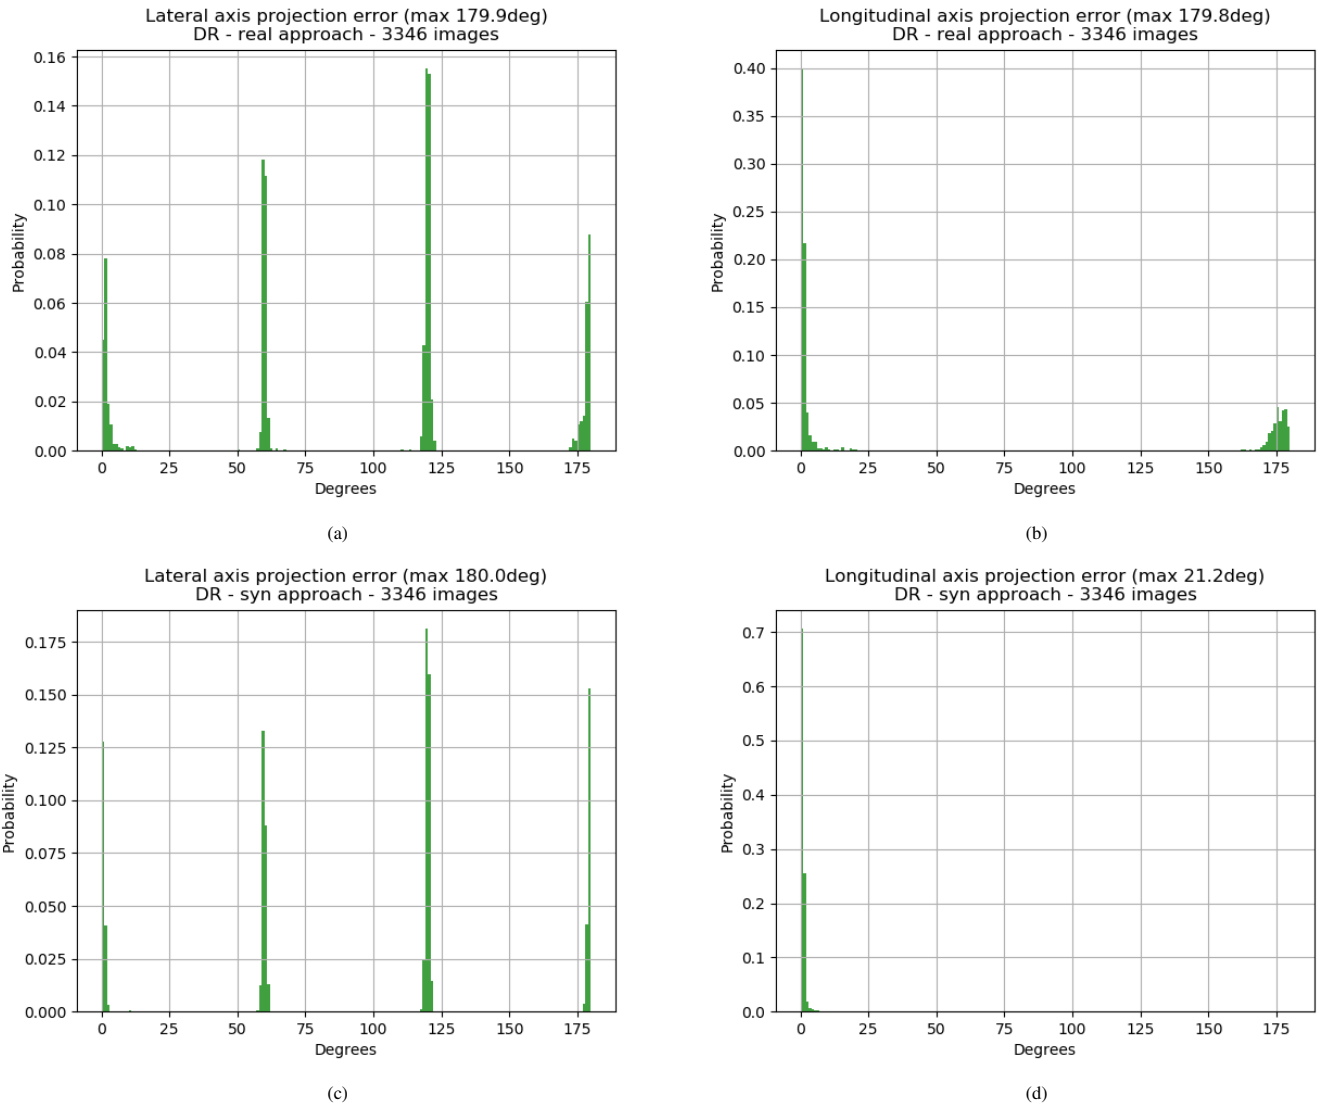 Lateral axis projection error (max 179.9deg)
DR - real approach - 3346 images
0.16
0.14
0.12
0.10
0.08
0.06
0.04
0.02
0.00
Probability
0 25 50 75 100 125 150 175
Degrees
(a)
Longitudinal axis projection error (max 179.8deg)
DR - real approach - 3346 images
0.40
0.35
0.30
0.25
0.20
0.15
0.10
0.05
0.00
Probability
0 25 50 75 100 125 150 175
Degrees
(b)
Lateral axis projection error (max 180.0deg)
DR - syn approach - 3346 images
0.175
0.150
0.125
0.100
0.075
0.050
0.025
0.000
Probability
0 25 50 75 100 125 150 175
Degrees
(c)
Longitudinal axis projection error (max 21.2deg)
DR - syn approach - 3346 images
0.7
0.6
0.5
0.4
0.3
0.2
0.1
0.0
Probability
0 25 50 75 100 125 150 175
Degrees
(d)